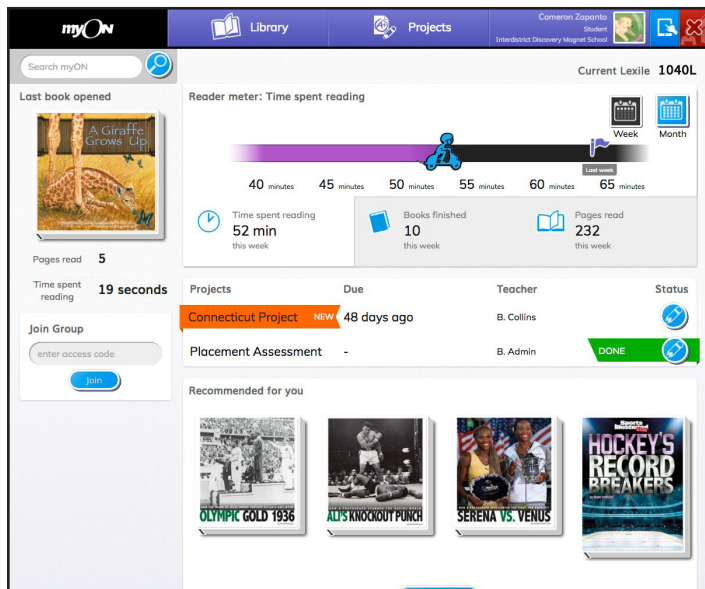 myON
Library
Projects
Cameron Zapanta
Student
Interdistrict Discovery Magnet School
Search myON
Current Lexile 1040L
Last book opened
A Giraffe
Grows Up
Pages read 5
Time spent
reading
19 seconds
Join Group
enter access code
Join
Reader meter: Time spent reading
Week
Month
Last week
40 minutes 45 minutes 50 minutes 55 minutes 60 minutes 65 minutes
Time spent reading
52 min
this week
Books finished
10
this week
Pages read
232
this week
Projects Due Teacher Status
Connecticut Project NEW 48 days ago B. Collins
Placement Assessment - B. Admin DONE
Recommended for you
OLYMPIC GOLD 1936
ALI'S KNOCKOUT PUNCH
SERENA VS. VENUS
Sports
Illustrated
HOCKEY'S
RECORD
BREAKERS